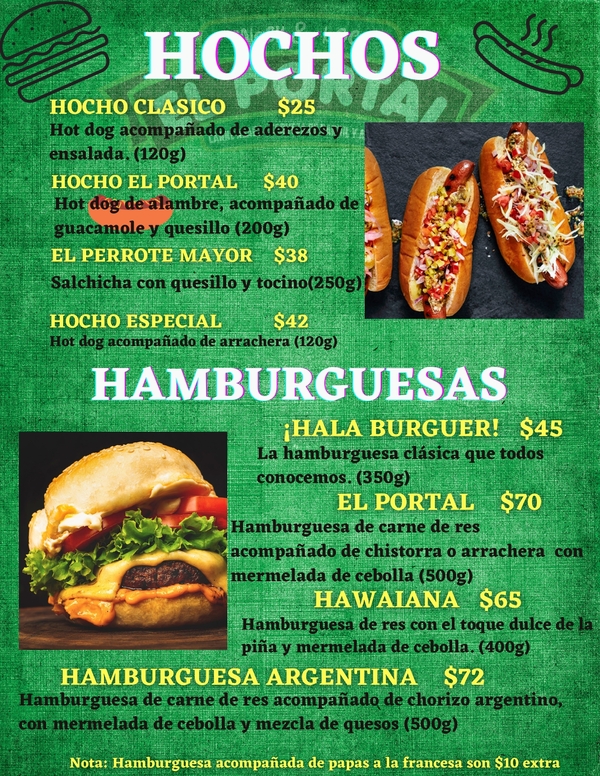 HOCHOS
EL PORTAL
HOCHO CLASICO $25
Hot dog acompañado de aderezos y
ensalada. (120g)
HOCHO EL PORTAL $40
Hot dog de alambre, acompañado de
guacamole y quesillo (200g)
EL PERROTE MAYOR $38
Salchicha con quesillo y tocino(250g)
HOCHO ESPECIAL $42
Hot dog acompañado de arrachera (120g)
HAMBURGUESAS
¡HALA BURGUER! $45
La hamburguesa clásica que todos
conocemos. (350g)
EL PORTAL $70
Hamburguesa de carne de res
acompañado de chistorra o arrachera con
mermelada de cebolla (500g)
HAWAIANA $65
Hamburguesa de res con el toque dulce de la
piña y mermelada de cebolla. (400g)
HAMBURGUESA ARGENTINA $72
Hamburguesa de carne de res acompañado de chorizo argentino,
con mermelada de cebolla y mezcla de quesos (500g)
Nota: Hamburguesa acompañada de papas a la francesa son $10 extra